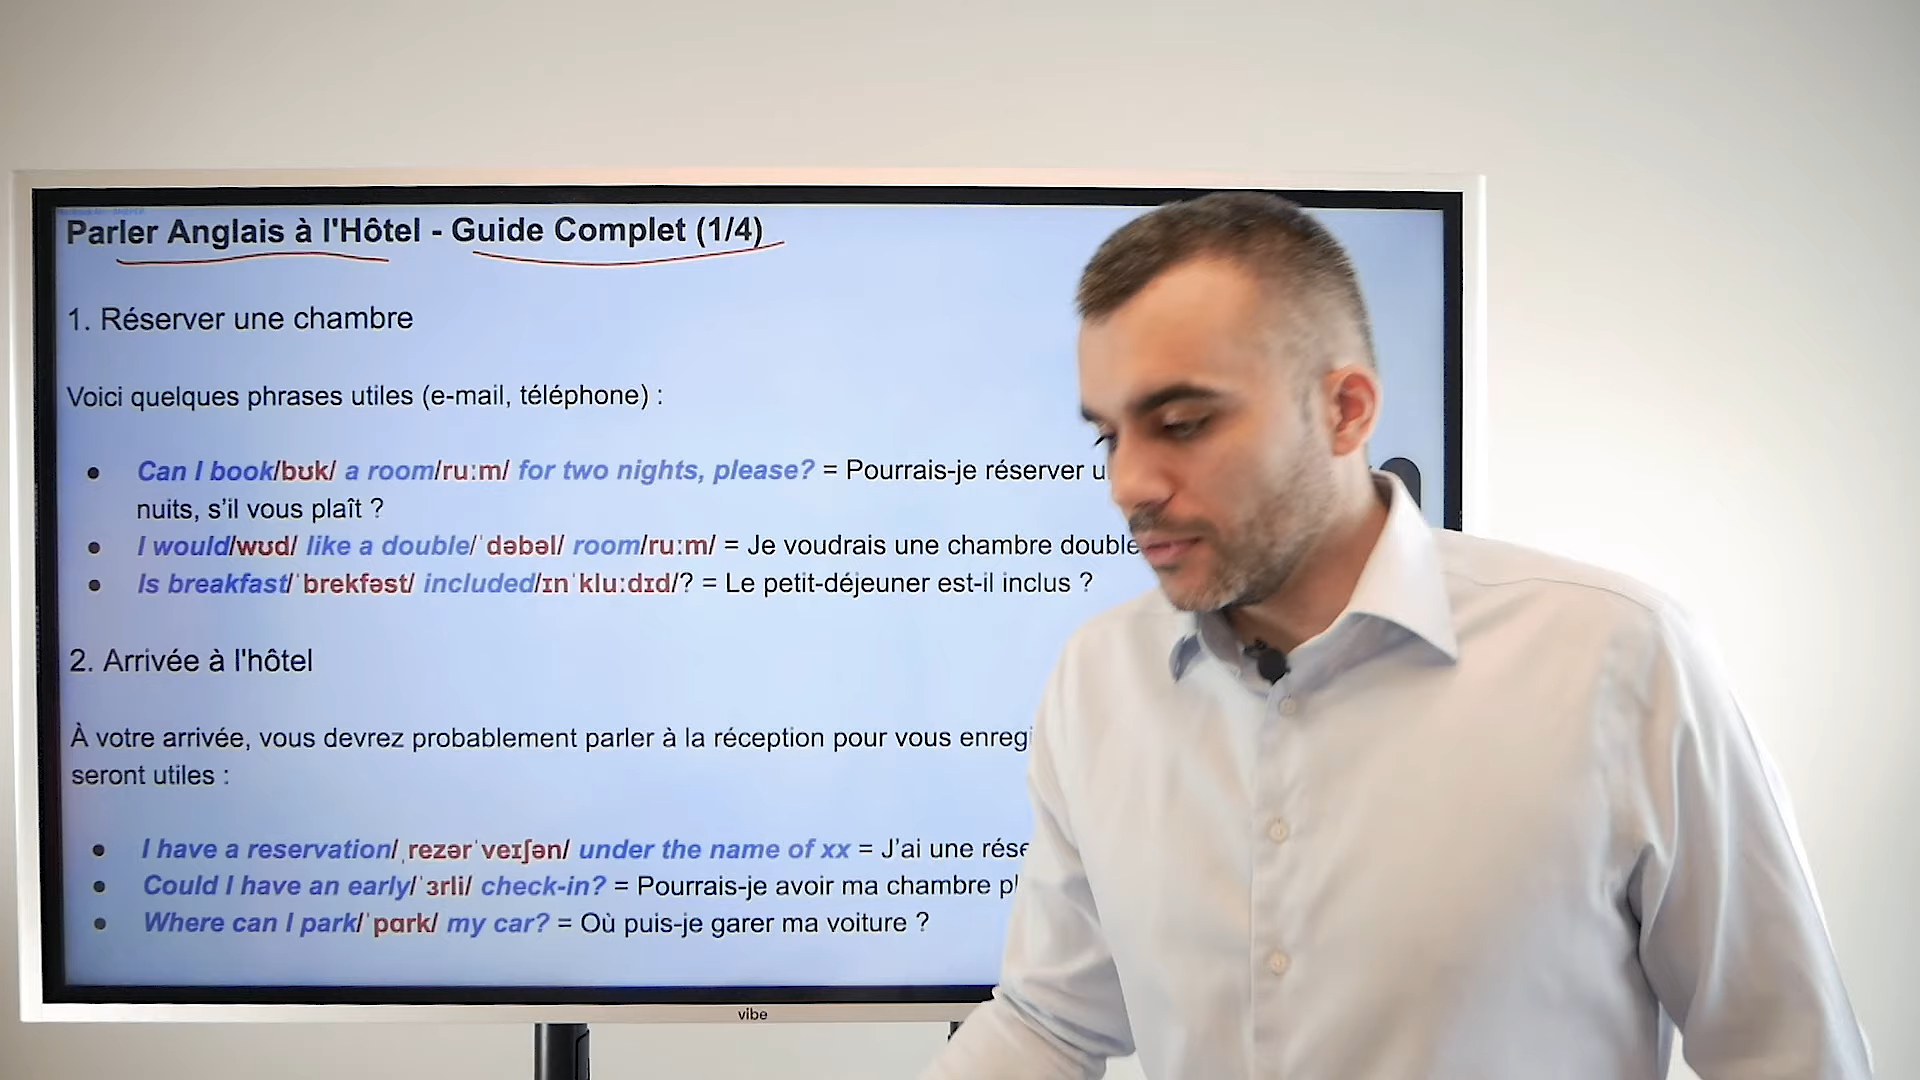 Parler Anglais à l'Hôtel - Guide Complet (1/4)
1. Réserver une chambre
Voici quelques phrases utiles (e-mail, téléphone) :
● Can I book/bʊk/ a room/ruːm/ for two nights, please? = Pourrais-je réserver
nuits, s’il vous plaît ?
● I would/wʊd/ like a double/ˈdəbəl/ room/ruːm/ = Je voudrais une chambre double
● Is breakfast/ˈbrekfəst/ included/ɪnˈkluːdɪd/? = Le petit-déjeuner est-il inclus ?
2. Arrivée à l'hôtel
À votre arrivée, vous devrez probablement parler à la réception pour vous
seront utiles :
● I have a reservation/ˌrezərˈveɪʃən/ under the name of xx = J’ai une
● Could I have an early/ˈɜrli/ check-in? = Pourrais-je avoir ma chambre
● Where can I park/ˈpɑrk/ my car? = Où puis-je garer ma voiture ?
vibe